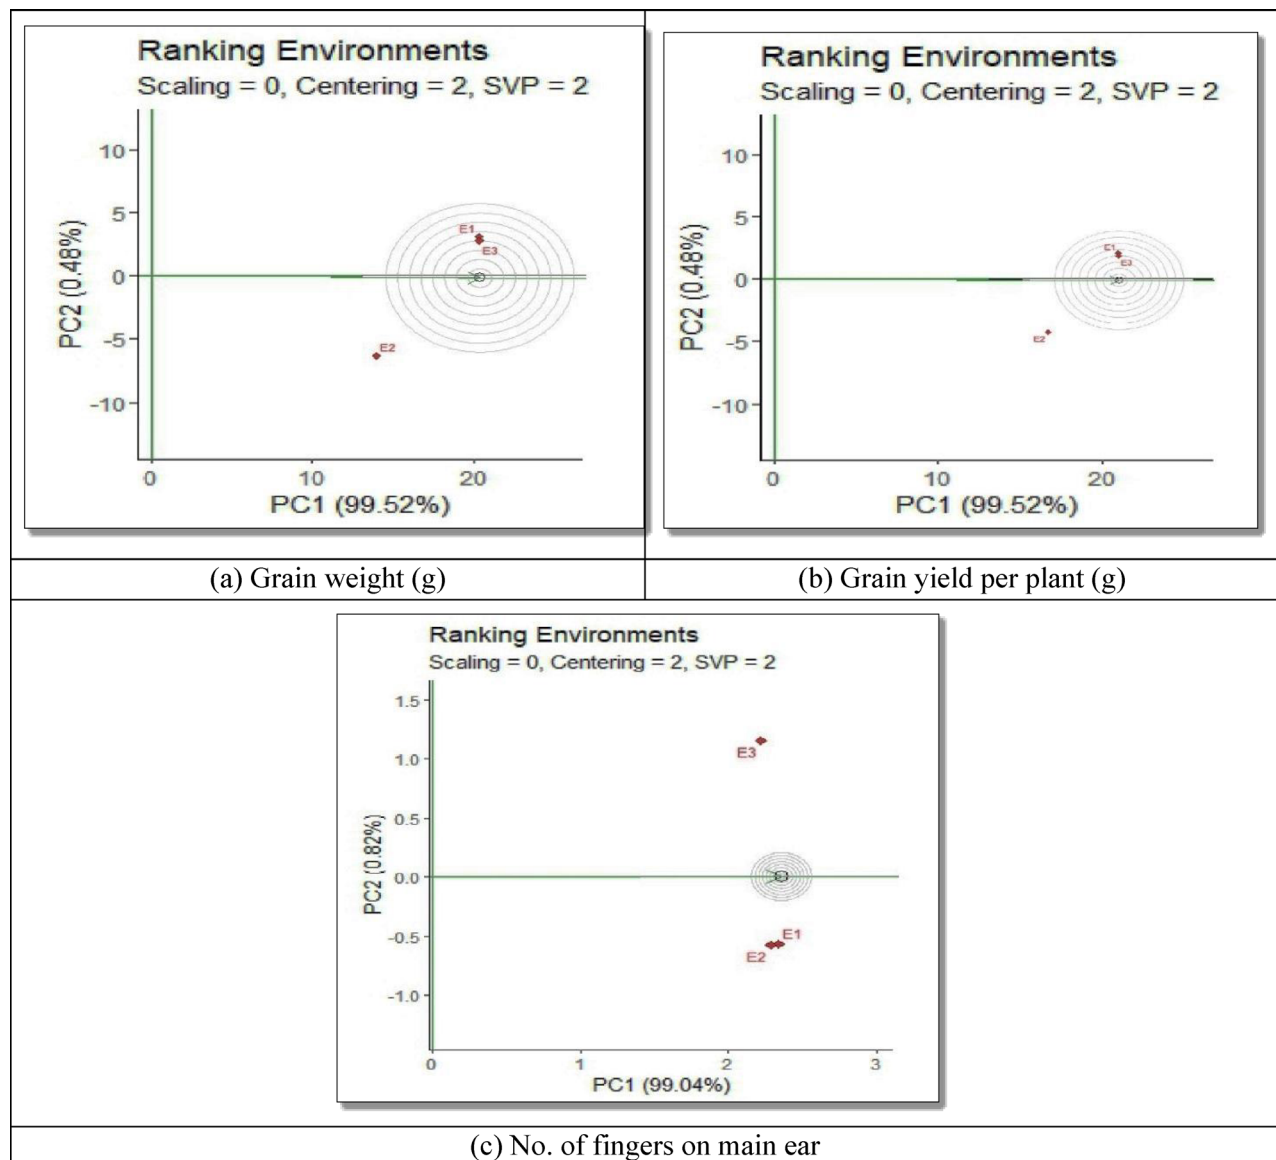 Ranking Environments
Scaling = 0, Centering = 2, SVP = 2
10
5
0
-5
-10
PC2 (0.48%)
E1
E3
E2
0 10 20
PC1 (99.52%)
(a) Grain weight (g)
Ranking Environments
Scaling = 0, Centering = 2, SVP = 2
10
5
0
-5
-10
PC2 (0.48%)
E1
E3
E2
0 10 20
PC1 (99.52%)
(b) Grain yield per plant (g)
Ranking Environments
Scaling = 0, Centering = 2, SVP = 2
1.5
1.0
0.5
0.0
-0.5
-1.0
PC2 (0.82%)
E3
E1
E2
0 1 2 3
PC1 (99.04%)
(c) No. of fingers on main ear